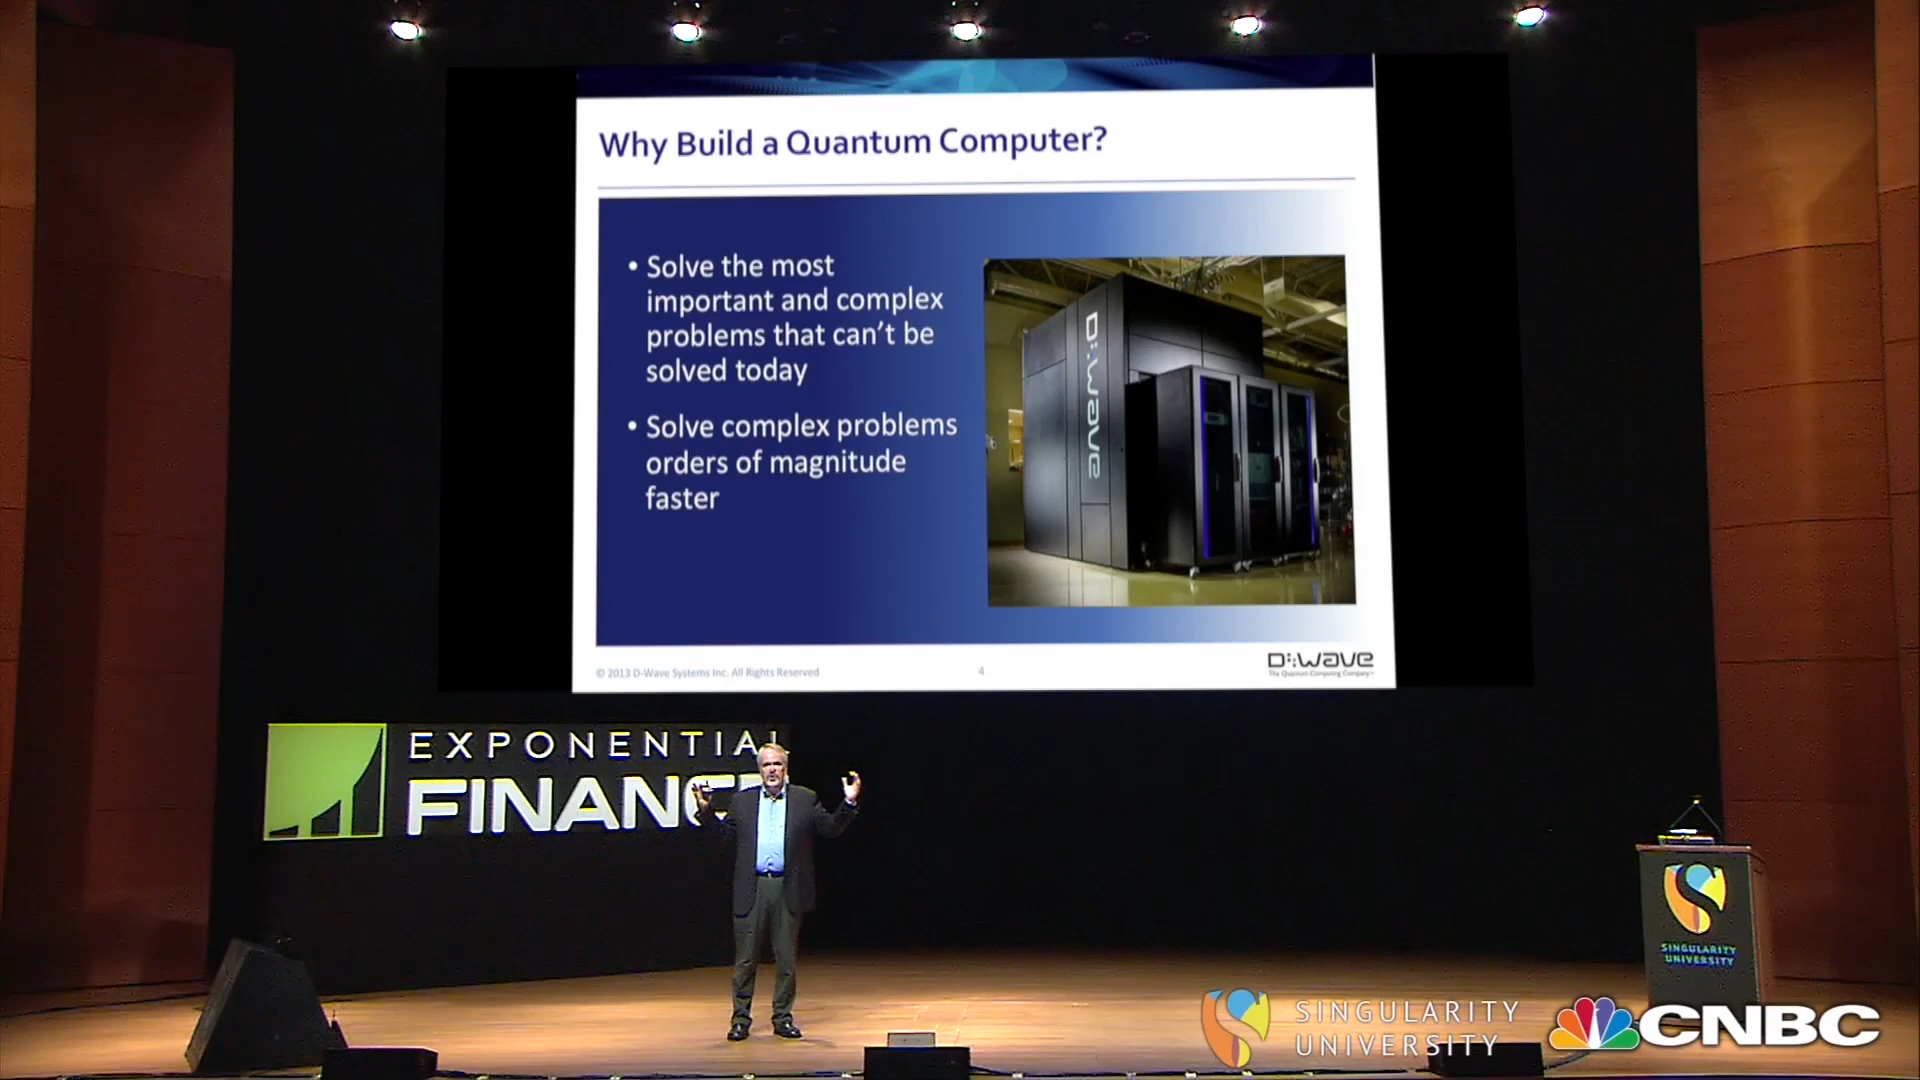 Why Build a Quantum Computer?
• Solve the most
important and complex
problems that can't be
solved today
• Solve complex problems
orders of magnitude
faster
D:wave
© 2013 D-Wave Systems Inc. All Rights Reserved
4
D:wave
The Quantum Computing Company™
EXPONENTIAL
FINANC
SINGULARITY
UNIVERSITY
SINGULARITY
UNIVERSITY
CNBC